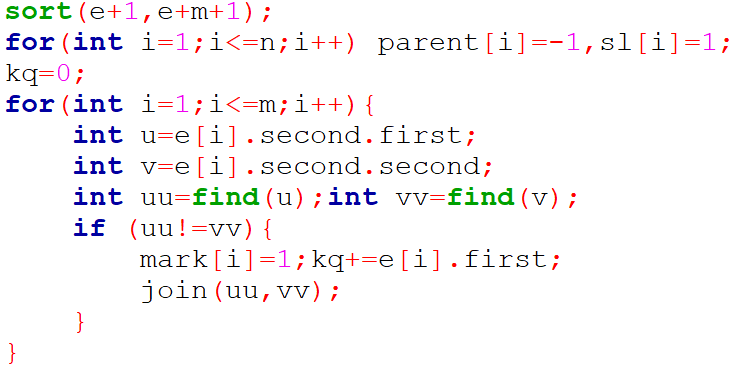 sort(e+1,e+m+1);
for(int i=1;i<=n;i++) parent[i]=-1,sl[i]=1;
kq=0;
for(int i=1;i<=m;i++){
    int u=e[i].second.first;
    int v=e[i].second.second;
    int uu=find(u);int vv=find(v);
    if (uu!=vv){
        mark[i]=1;kq+=e[i].first;
        join(uu,vv);
    }
}